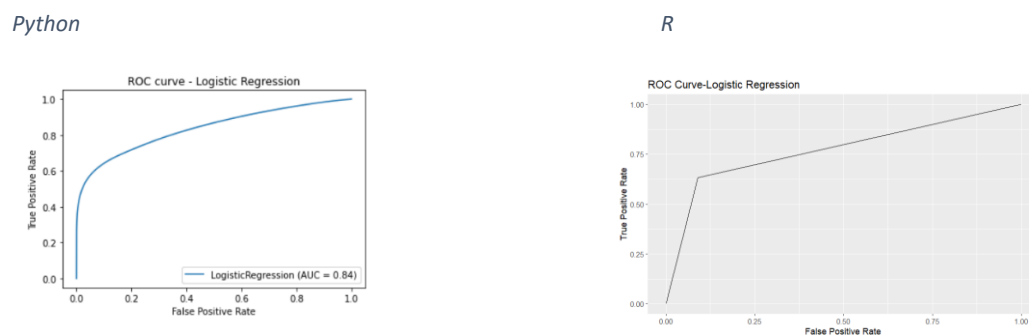 Python
R
ROC curve - Logistic Regression
1.0
0.8
0.6
0.4
0.2
0.0
True Positive Rate
LogisticRegression (AUC = 0.84)
0.0 0.2 0.4 0.6 0.8 1.0
False Positive Rate
ROC Curve-Logistic Regression
1.00
0.75
0.50
0.25
0.00
True Positive Rate
0.00 0.25 0.50 0.75 1.00
False Positive Rate